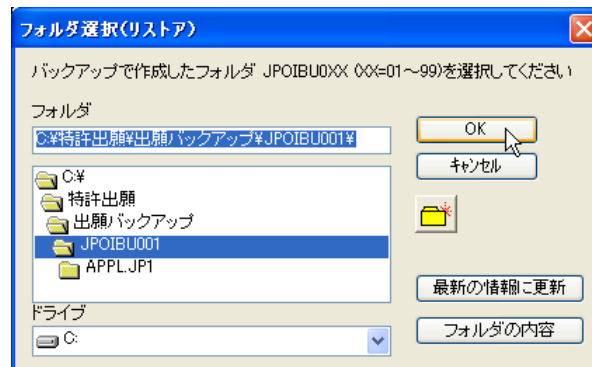 フォルダ選択(リストア)
バックアップで作成したフォルダ JPOIBU0XX (XX=01～99)を選択してください
フォルダ
C:¥特許出願¥出願バックアップ¥JPOIBU001¥
OK
キャンセル
C:¥
特許出願
出願バックアップ
JPOIBU001
APPL.JP1
最新の情報に更新
ドライブ
C:
フォルダの内容